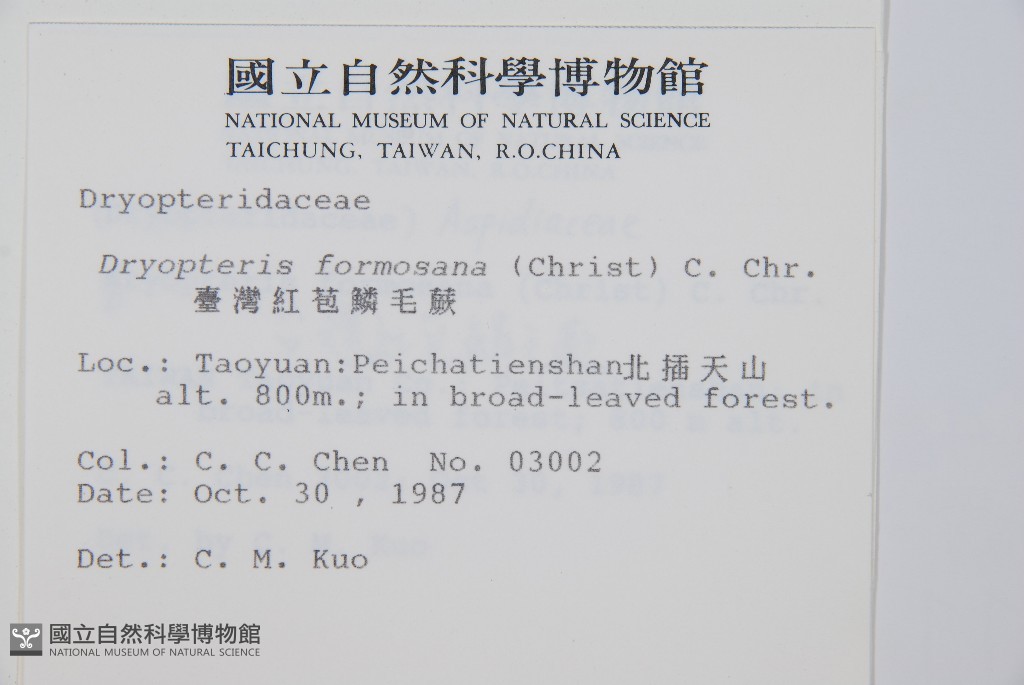 國立自然科學博物館
NATIONAL MUSEUM OF NATURAL SCIENCE
TAICHUNG, TAIWAN, R.O.CHINA
Dryopteridaceae
Dryopteris formosana (Christ) C. Chr.
臺灣紅苞鱗毛蕨
Loc.: Taoyuan:Peichatienshan北插天山
alt. 800m.; in broad-leaved forest.
Col.: C. C. Chen No. 03002
Date: Oct. 30 , 1987
Det.: C. M. Kuo
國立自然科學博物館
NATIONAL MUSEUM OF NATURAL SCIENCE